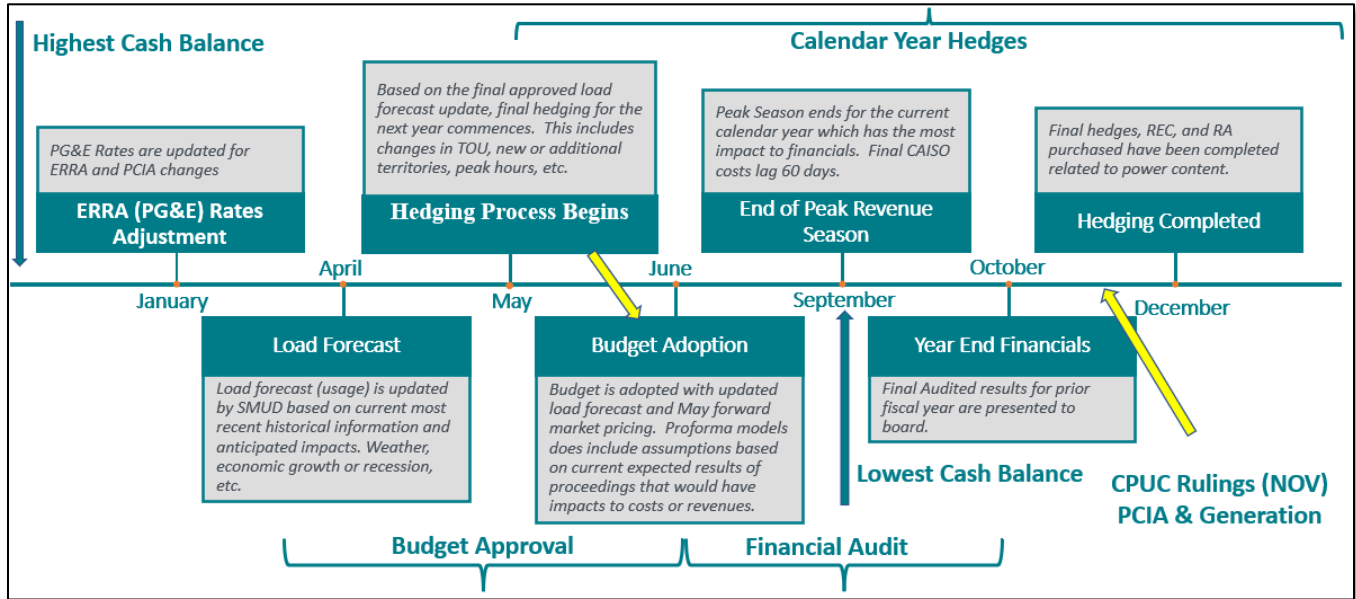 Highest Cash Balance
Calendar Year Hedges
PG&E Rates are updated for
ERRA and PCIA changes
ERRA (PG&E) Rates
Adjustment
Based on the final approved load
forecast update, final hedging for the
next year commences. This includes
changes in TOU, new or additional
territories, peak hours, etc.
Hedging Process Begins
Peak Season ends for the current
calendar year which has the most
impact to financials. Final CAISO
costs lag 60 days.
End of Peak Revenue
Season
Final hedges, REC, and RA
purchased have been completed
related to power content.
Hedging Completed
January
April
May
June
September
October
December
Load Forecast
Load forecast (usage) is updated
by SMUD based on current most
recent historical information and
anticipated impacts. Weather,
economic growth or recession,
etc.
Budget Adoption
Budget is adopted with updated
load forecast and May forward
market pricing. Proforma models
does include assumptions based
on current expected results of
proceedings that would have
impacts to costs or revenues.
Year End Financials
Final Audited results for prior
fiscal year are presented to
board.
Lowest Cash Balance
CPUC Rulings (NOV)
PCIA & Generation
Budget Approval
Financial Audit